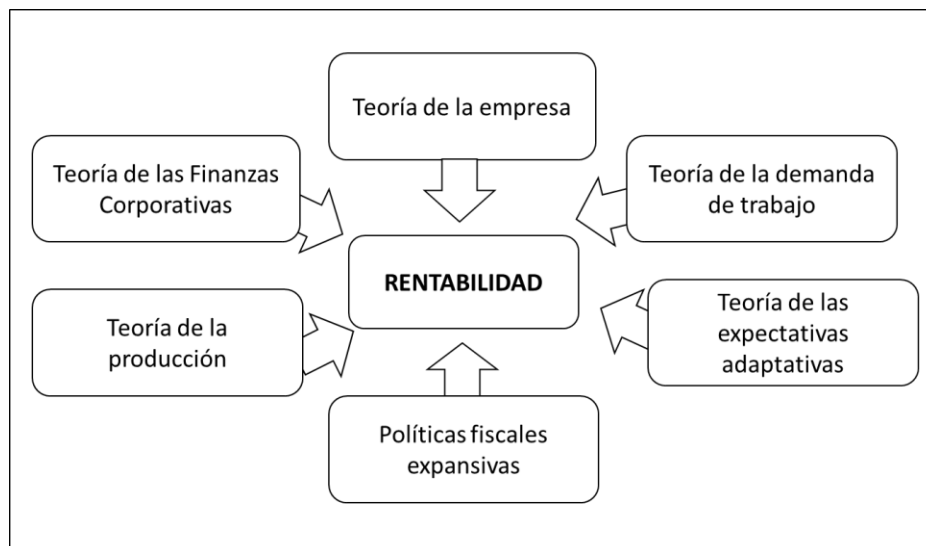 Teoría de la empresa
Teoría de las Finanzas
Corporativas
Teoría de la demanda
de trabajo
RENTABILIDAD
Teoría de la
producción
Teoría de las
expectativas
adaptativas
Políticas fiscales
expansivas